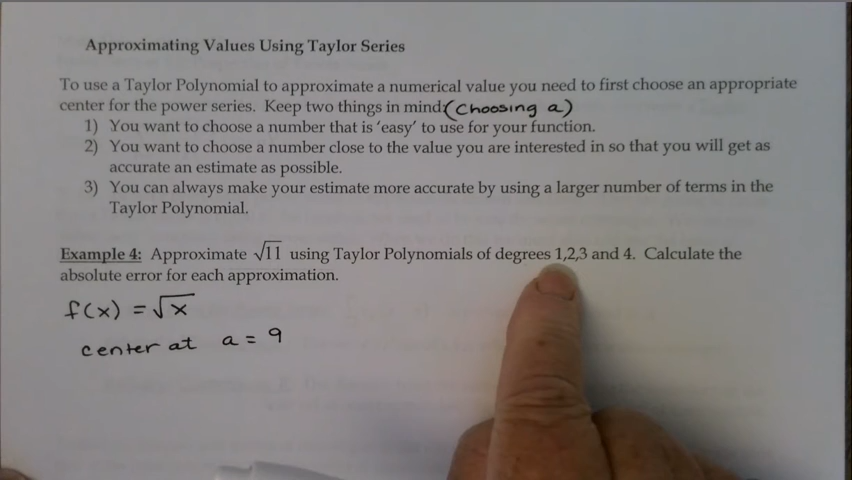 Approximating Values Using Taylor Series
To use a Taylor Polynomial to approximate a numerical value you need to first choose an appropriate
center for the power series. Keep two things in mind: (choosing a)
1) You want to choose a number that is 'easy' to use for your function.
2) You want to choose a number close to the value you are interested in so that you will get as
accurate an estimate as possible.
3) You can always make your estimate more accurate by using a larger number of terms in the
Taylor Polynomial.
Example 4: Approximate √11 using Taylor Polynomials of degrees 1,2,3 and 4. Calculate the
absolute error for each approximation.
f(x) = √x
center at a = 9